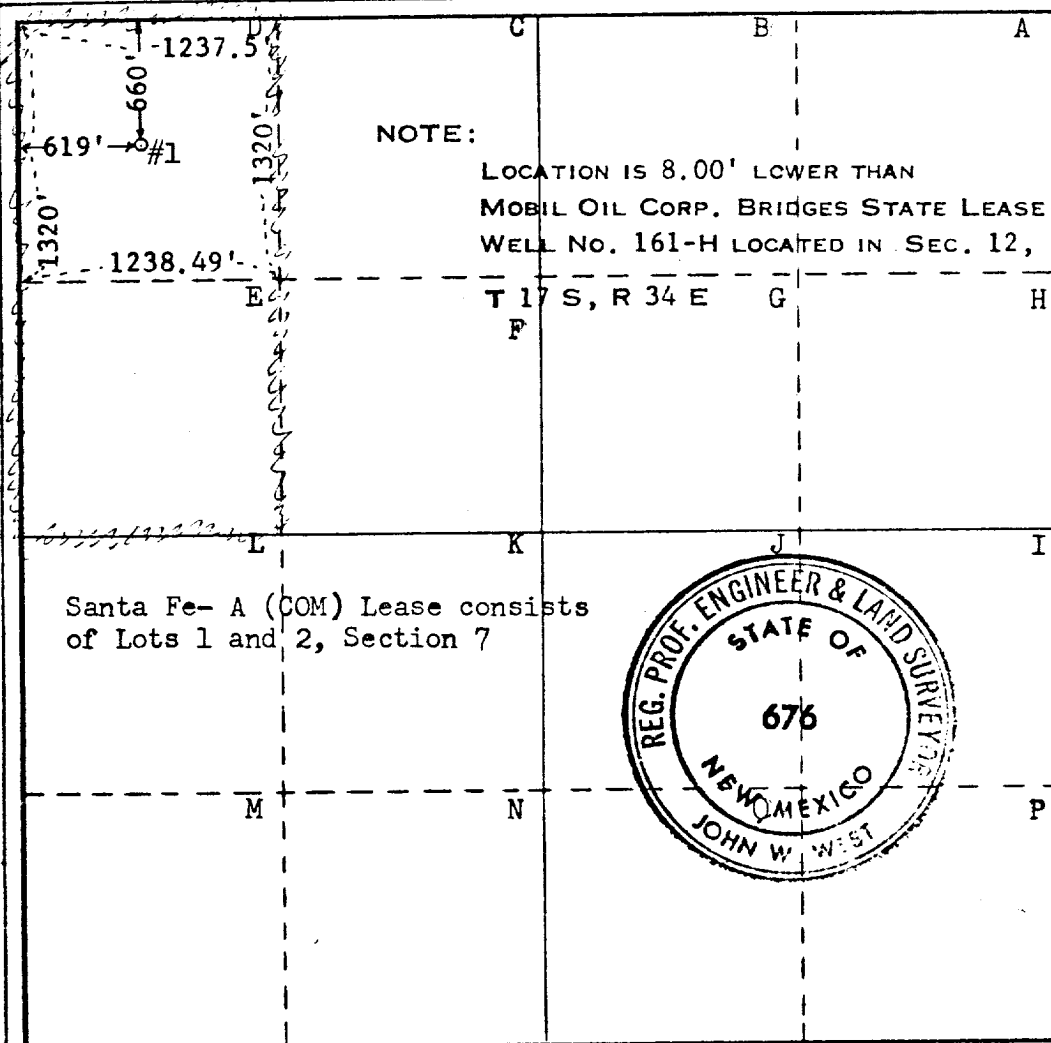 D C B A
1237.5'
660'
619' #1
1320'
1320'
1238.49'
NOTE:
LOCATION IS 8.00' LOWER THAN
MOBIL OIL CORP. BRIDGES STATE LEASE
WELL NO. 161-H LOCATED IN SEC. 12,
T 17 S, R 34 E
E F G H
L K J I
Santa Fe- A (COM) Lease consists
of Lots 1 and 2, Section 7
REG. PROF. ENGINEER & LAND SURVEYOR
STATE OF
676
NEW MEXICO
JOHN W WEST
M N O P